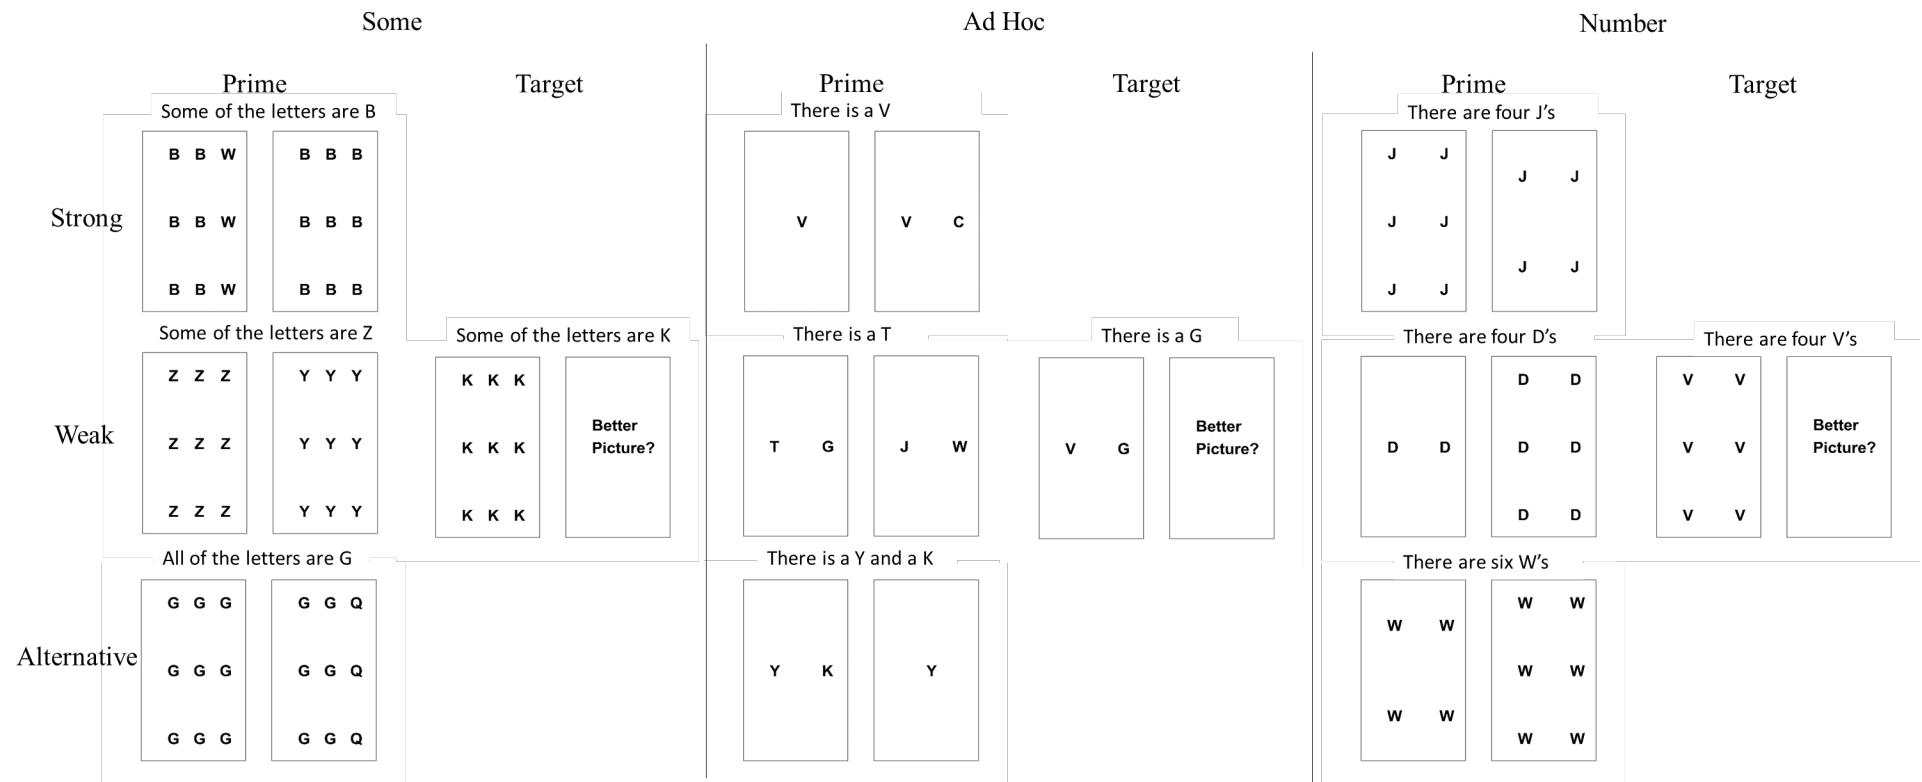 Some
Ad Hoc
Number
Prime
Target
Prime
Target
Prime
Target
Strong
Some of the letters are B
B B W
B B W
B B W
B B B
B B B
B B B
There is a V
V
V C
There are four J's
J J
J J
J J
J J
J J
Weak
Some of the letters are Z
Z Z Z
Z Z Z
Z Z Z
Y Y Y
Y Y Y
Y Y Y
Some of the letters are K
K K K
K K K
K K K
Better
Picture?
There is a T
T G
J W
There is a G
V G
Better
Picture?
There are four D's
D D
D D
D D
D D
There are four V's
V V
V V
V V
Better
Picture?
Alternative
All of the letters are G
G G G
G G G
G G G
G G Q
G G Q
G G Q
There is a Y and a K
Y K
Y
There are six W's
W W
W W
W W
W W
W W